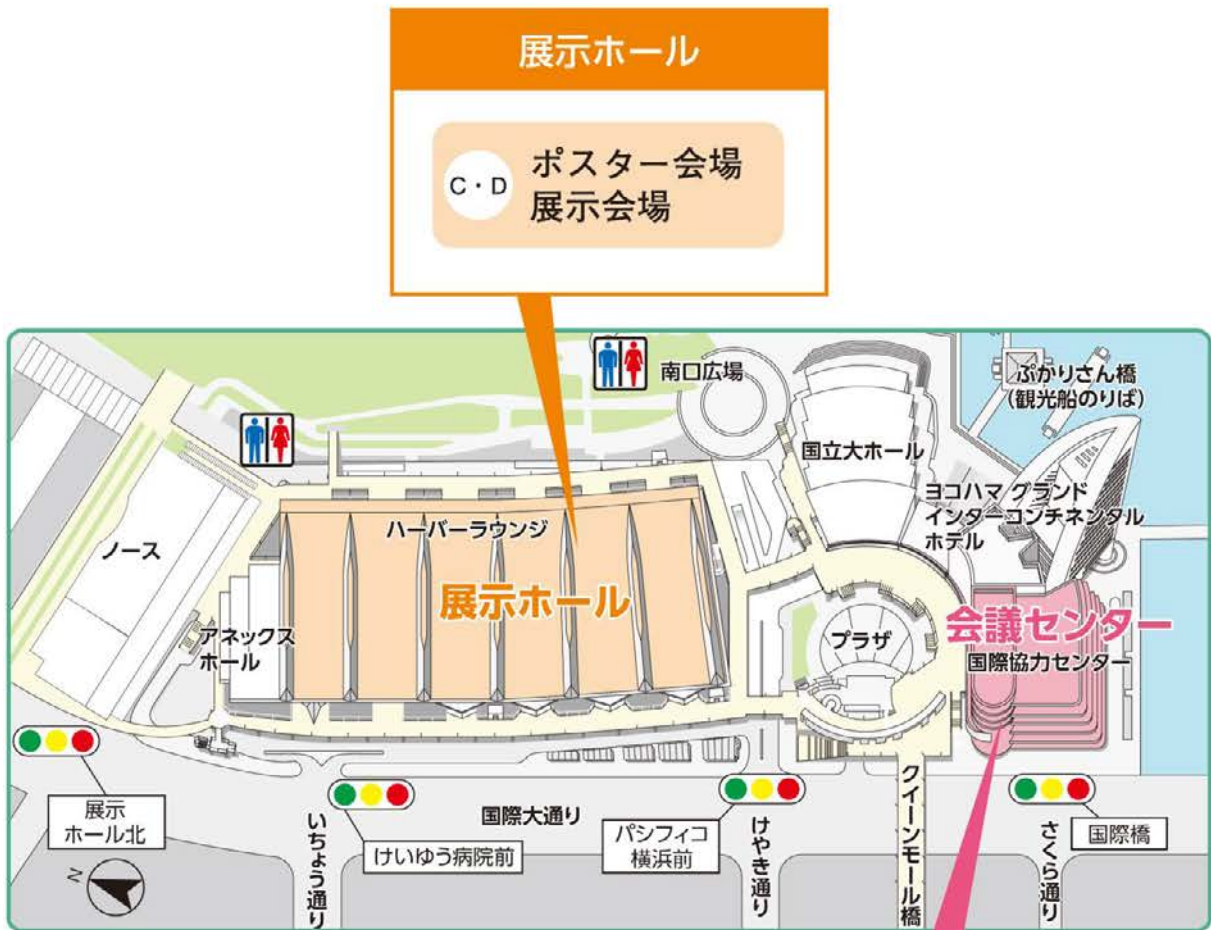 展示ホール
C・D
ポスター会場
展示会場
南口広場
ぷかりさん橋
(観光船のりば)
国立大ホール
ヨコハマ グランド
インターコンチネンタル
ホテル
ハーバーラウンジ
ノース
展示ホール
アネックス
ホール
プラザ
会議センター
国際協力センター
展示
ホール北
いちょう通り
けいゆう病院前
国際大通り
パシフィコ
横浜前
けやき通り
クイーンモール橋
さくら通り
国際橋
N